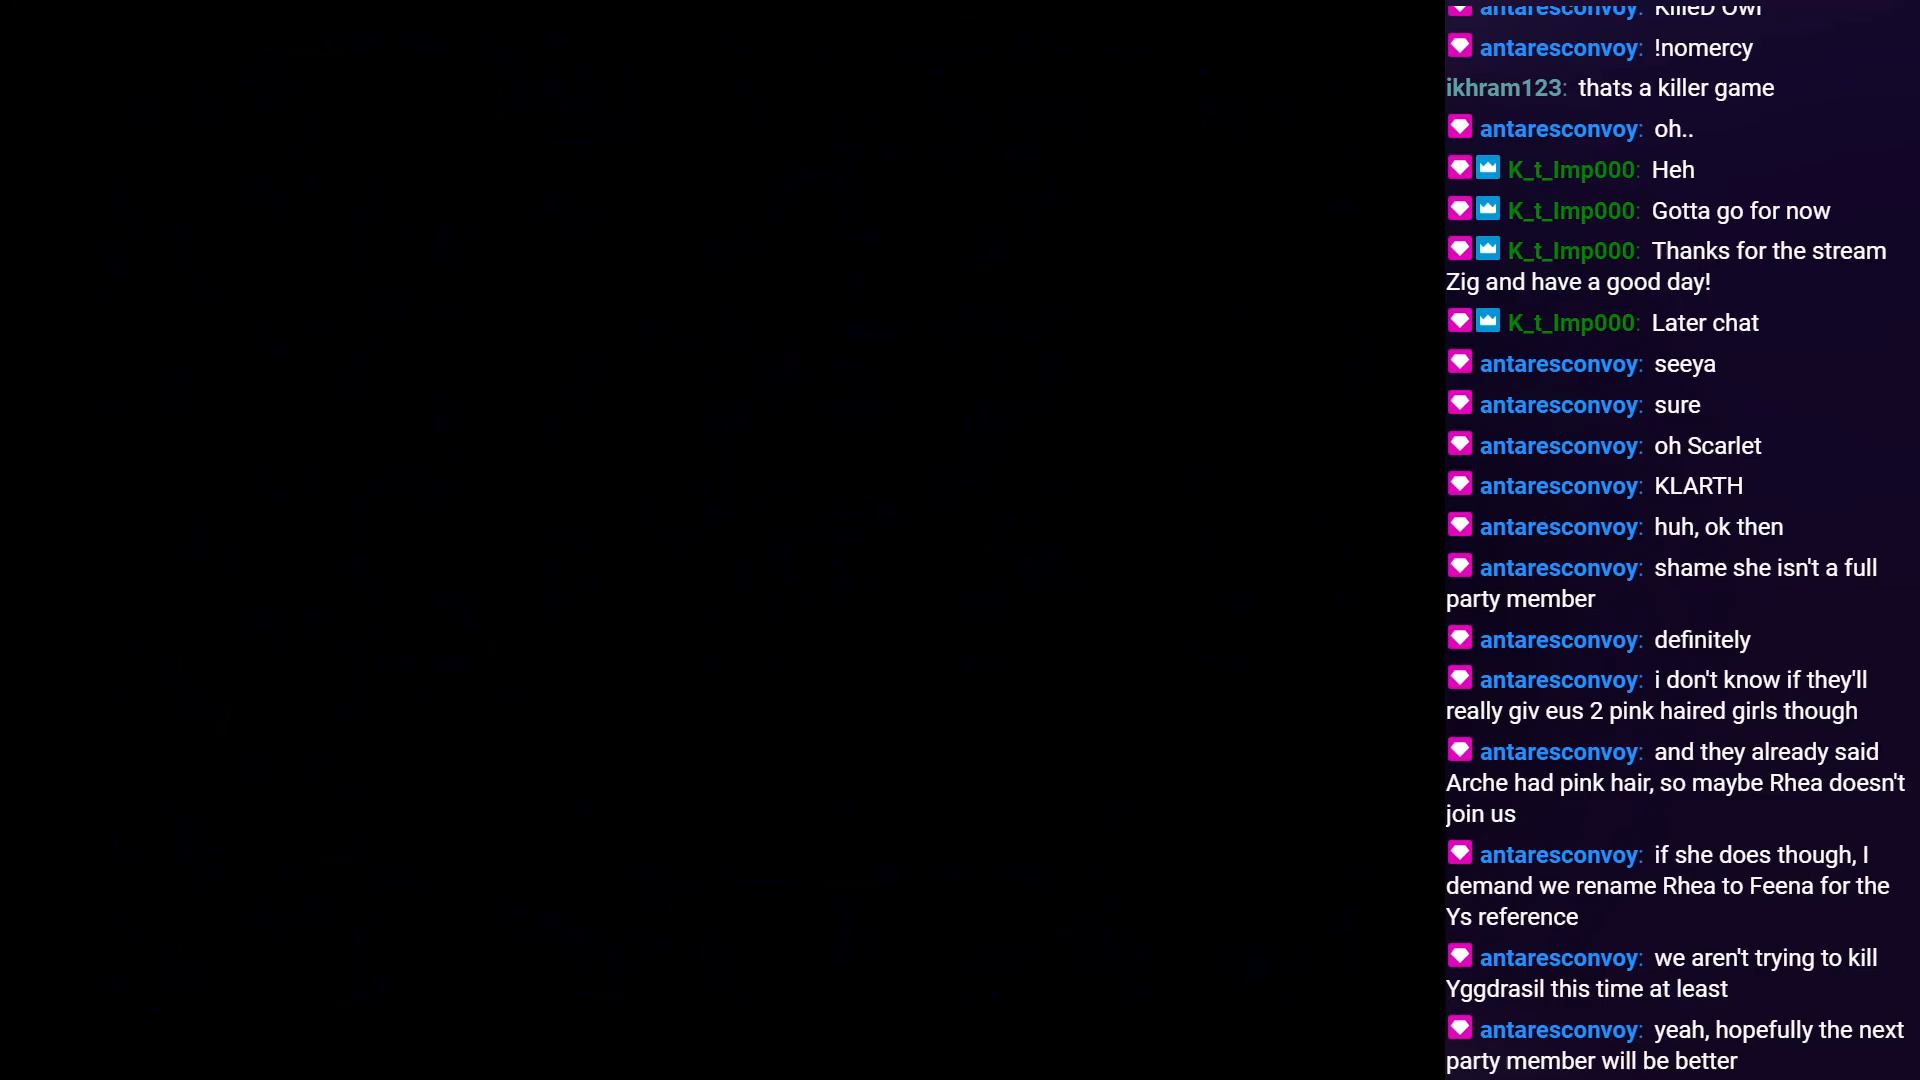 antaresconvoy: KilleD Owl
antaresconvoy: !nomercy
ikhram123: thats a killer game
antaresconvoy: oh..
K_t_Imp000: Heh
K_t_Imp000: Gotta go for now
K_t_Imp000: Thanks for the stream
Zig and have a good day!
K_t_Imp000: Later chat
antaresconvoy: seeya
antaresconvoy: sure
antaresconvoy: oh Scarlet
antaresconvoy: KLARTH
antaresconvoy: huh, ok then
antaresconvoy: shame she isn't a full
party member
antaresconvoy: definitely
antaresconvoy: i don't know if they'll
really giv eus 2 pink haired girls though
antaresconvoy: and they already said
Arche had pink hair, so maybe Rhea doesn't
join us
antaresconvoy: if she does though, I
demand we rename Rhea to Feena for the
Ys reference
antaresconvoy: we aren't trying to kill
Yggdrasil this time at least
antaresconvoy: yeah, hopefully the next
party member will be better